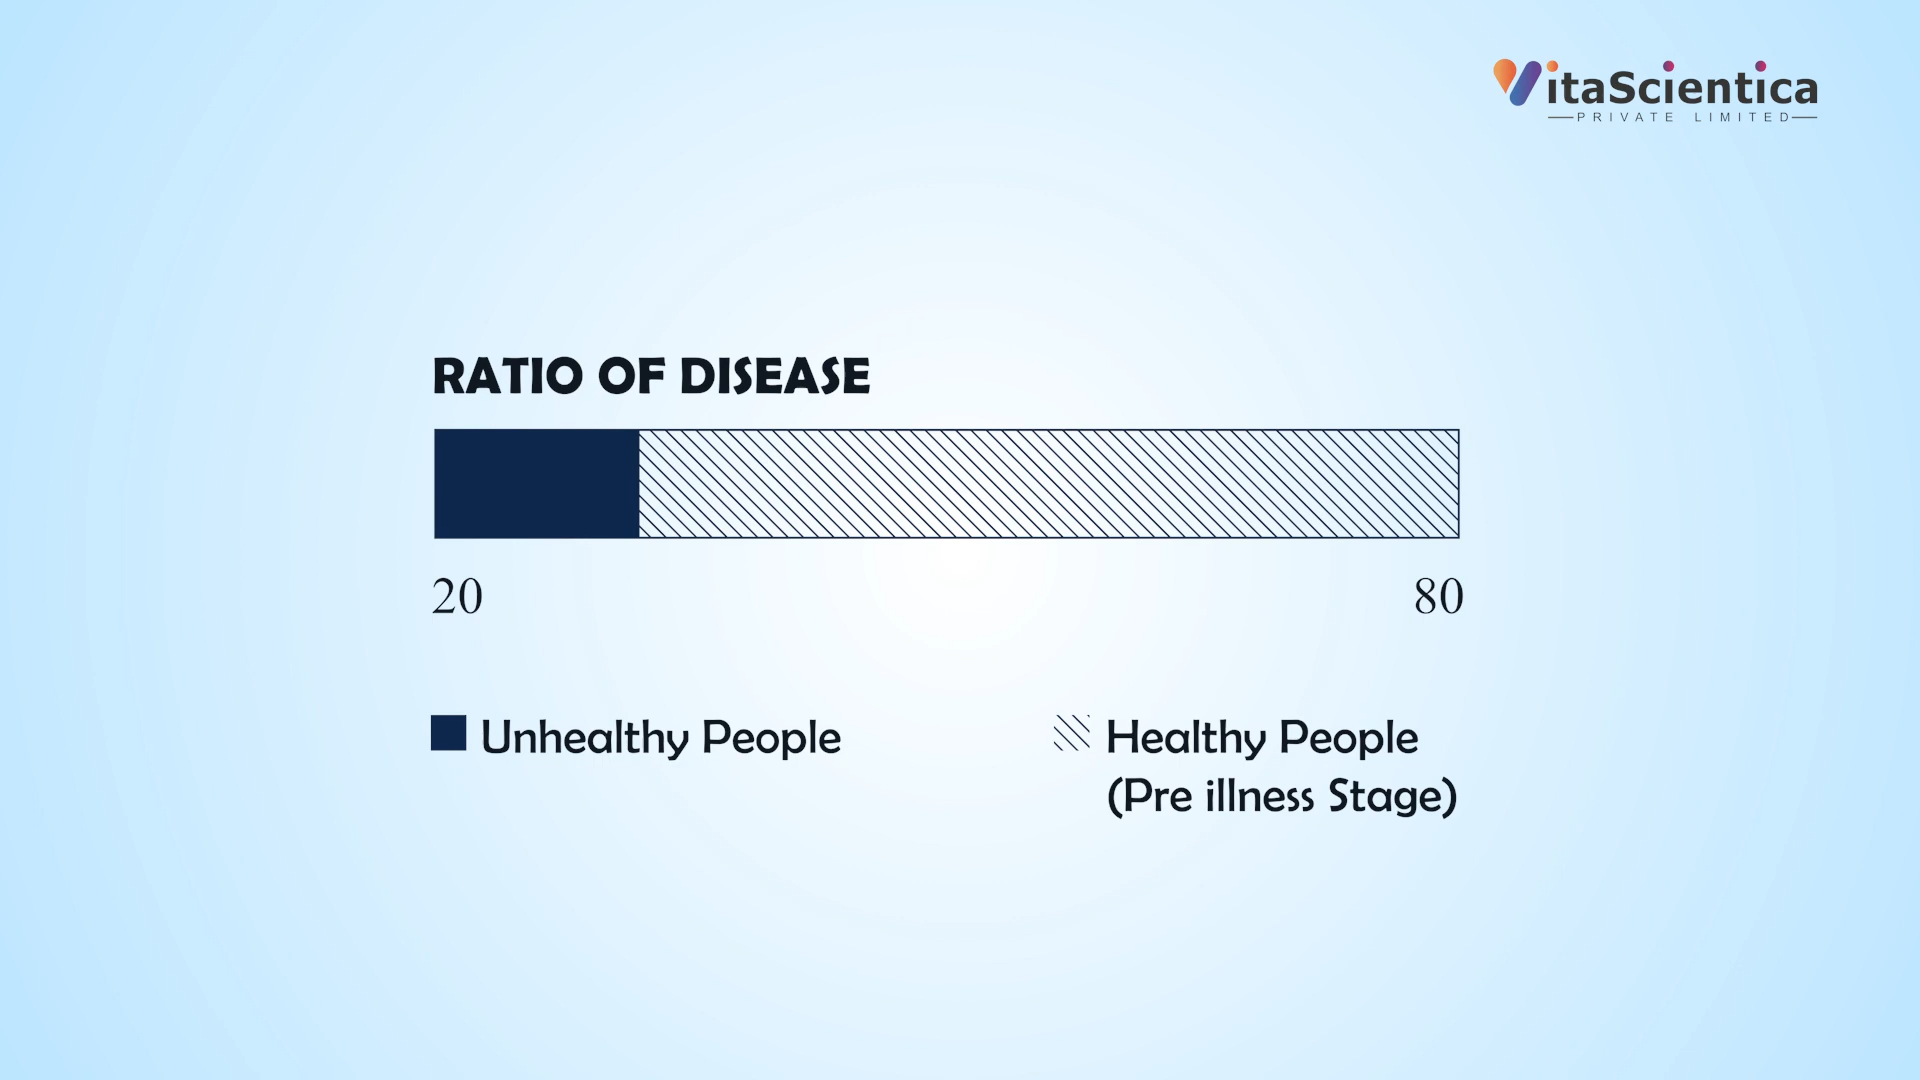 VitaScientica
PRIVATE LIMITED
RATIO OF DISEASE
20 80
Unhealthy People
Healthy People
(Pre illness Stage)